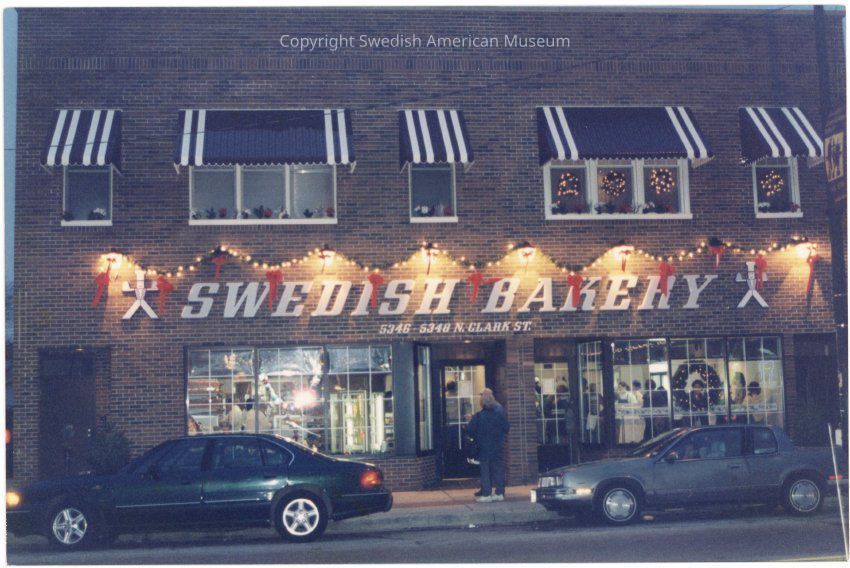 Copyright Swedish American Museum
SWEDISH BAKERY
5346 - 5348 N. CLARK ST.